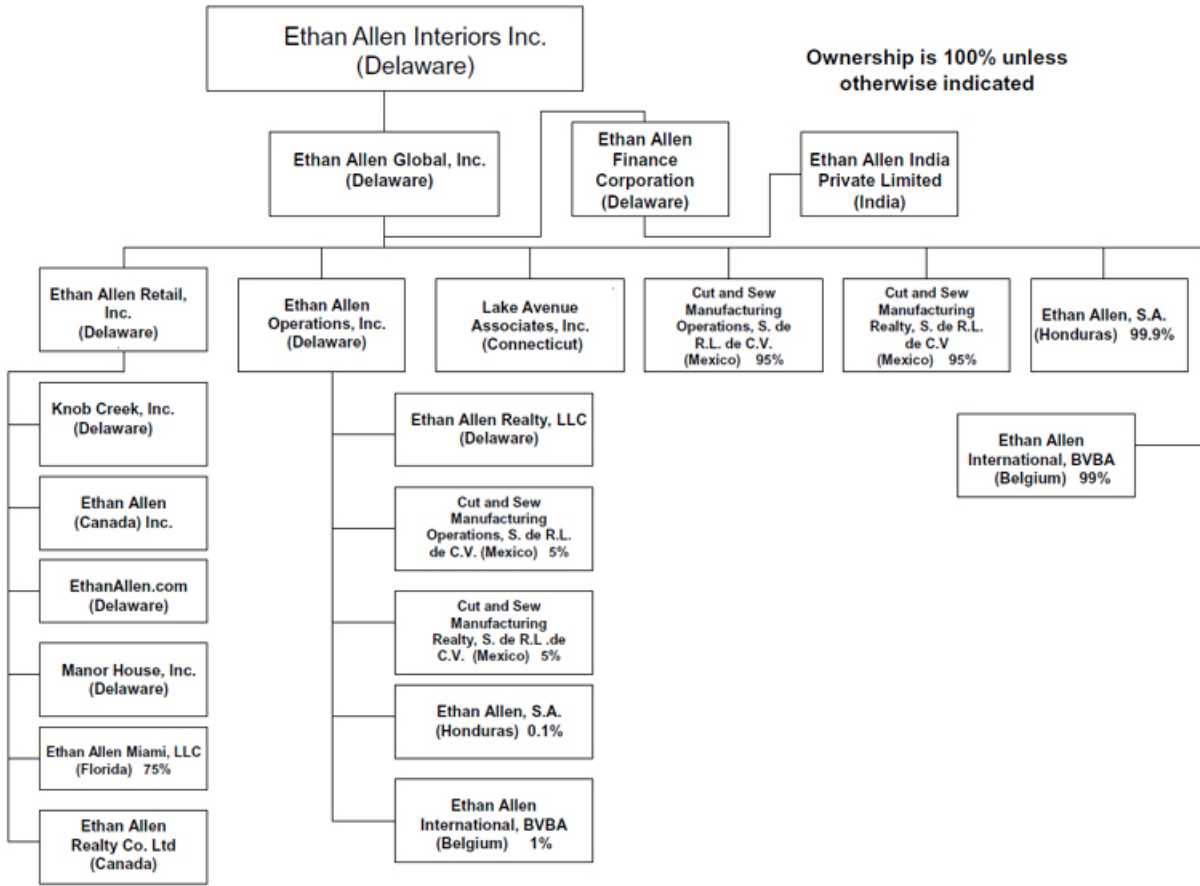 Ethan Allen Interiors Inc.
(Delaware)
Ownership is 100% unless
otherwise indicated
Ethan Allen Global, Inc.
(Delaware)
Ethan Allen
Finance
Corporation
(Delaware)
Ethan Allen India
Private Limited
(India)
Ethan Allen Retail,
Inc.
(Delaware)
Ethan Allen
Operations, Inc.
(Delaware)
Lake Avenue
Associates, Inc.
(Connecticut)
Cut and Sew
Manufacturing
Operations, S. de
R.L. de C.V.
(Mexico) 95%
Cut and Sew
Manufacturing
Realty, S. de R.L.
de C.V
(Mexico) 95%
Ethan Allen, S.A.
(Honduras) 99.9%
Knob Creek, Inc.
(Delaware)
Ethan Allen
(Canada) Inc.
EthanAllen.com
(Delaware)
Manor House, Inc.
(Delaware)
Ethan Allen Miami, LLC
(Florida) 75%
Ethan Allen
Realty Co. Ltd
(Canada)
Ethan Allen Realty, LLC
(Delaware)
Cut and Sew
Manufacturing
Operations, S. de R.L.
de C.V. (Mexico) 5%
Cut and Sew
Manufacturing
Realty, S. de R.L .de
C.V. (Mexico) 5%
Ethan Allen, S.A.
(Honduras) 0.1%
Ethan Allen
International, BVBA
(Belgium) 1%
Ethan Allen
International, BVBA
(Belgium) 99%